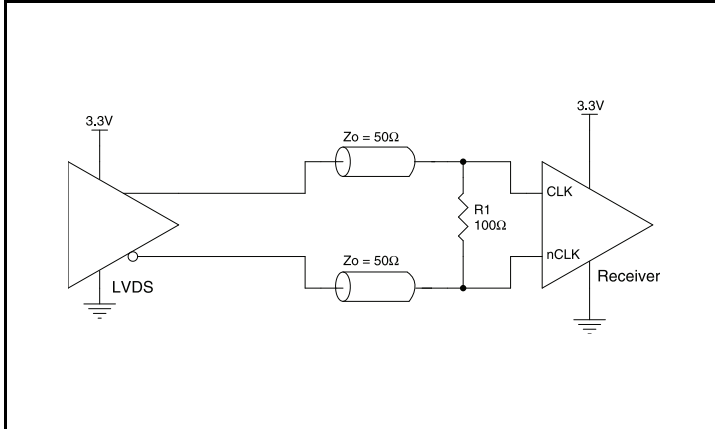 3.3V
3.3V
Zo = 50Ω
CLK
R1
100Ω
nCLK
Zo = 50Ω
LVDS
Receiver